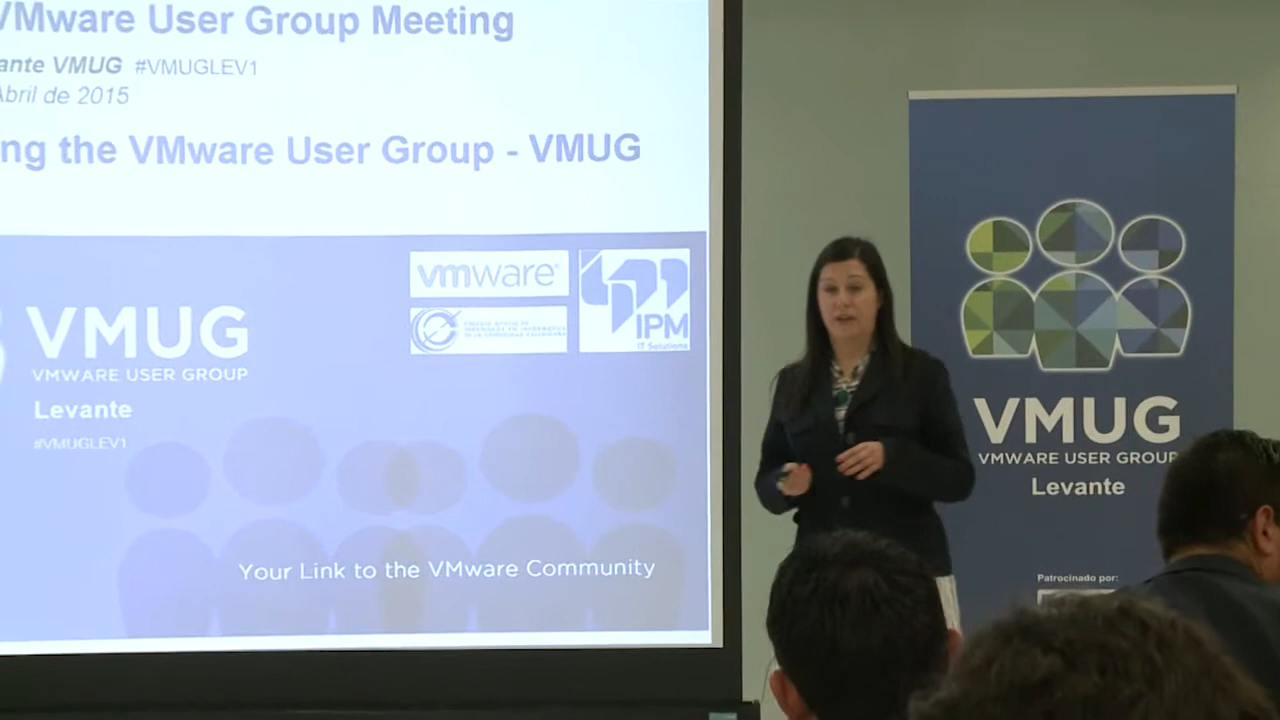 VMware User Group Meeting
ante VMUG #VMUGLEV1
Abril de 2015
ng the VMware User Group - VMUG
vmware®
IPM
IT Solutions
VMUG
VMWARE USER GROUP
Levante
#VMUGLEV1
Your Link to the VMware Community
VMUG
VMWARE USER GROUP
Levante
Patrocinado por: